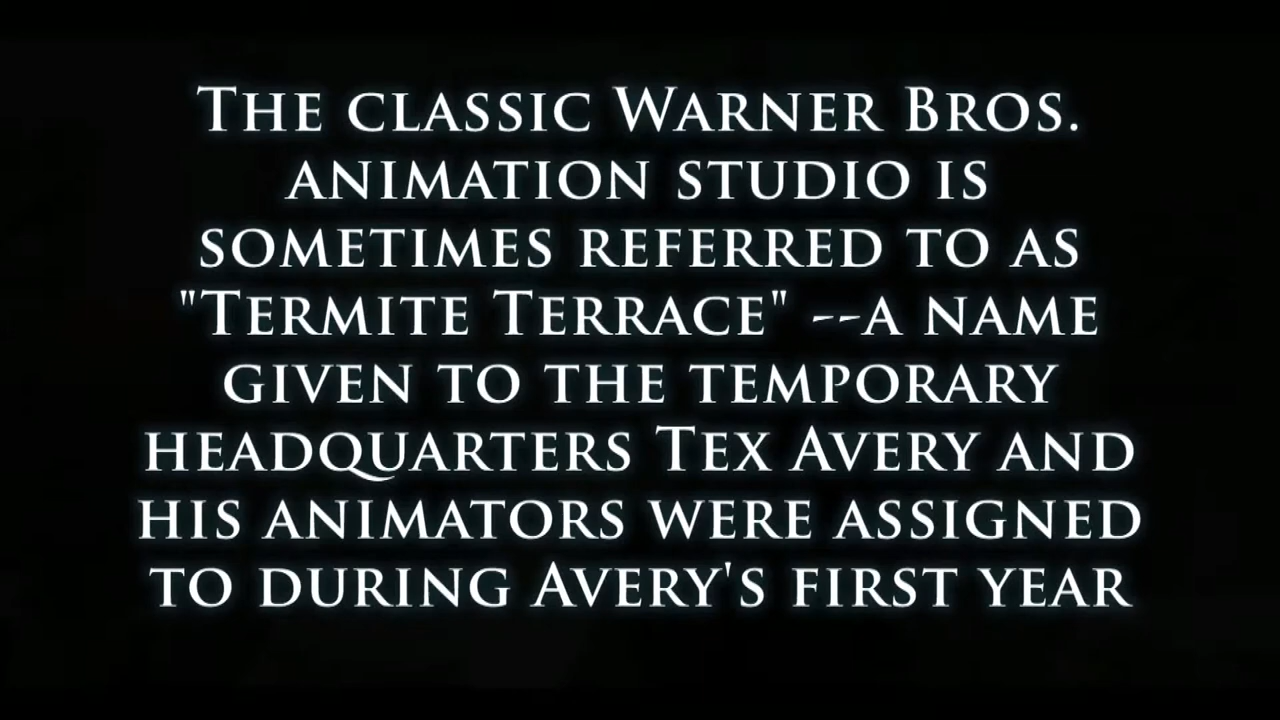 The classic Warner Bros.
animation studio is
sometimes referred to as
"Termite Terrace" --a name
given to the temporary
headquarters Tex Avery and
his animators were assigned
to during Avery's first year